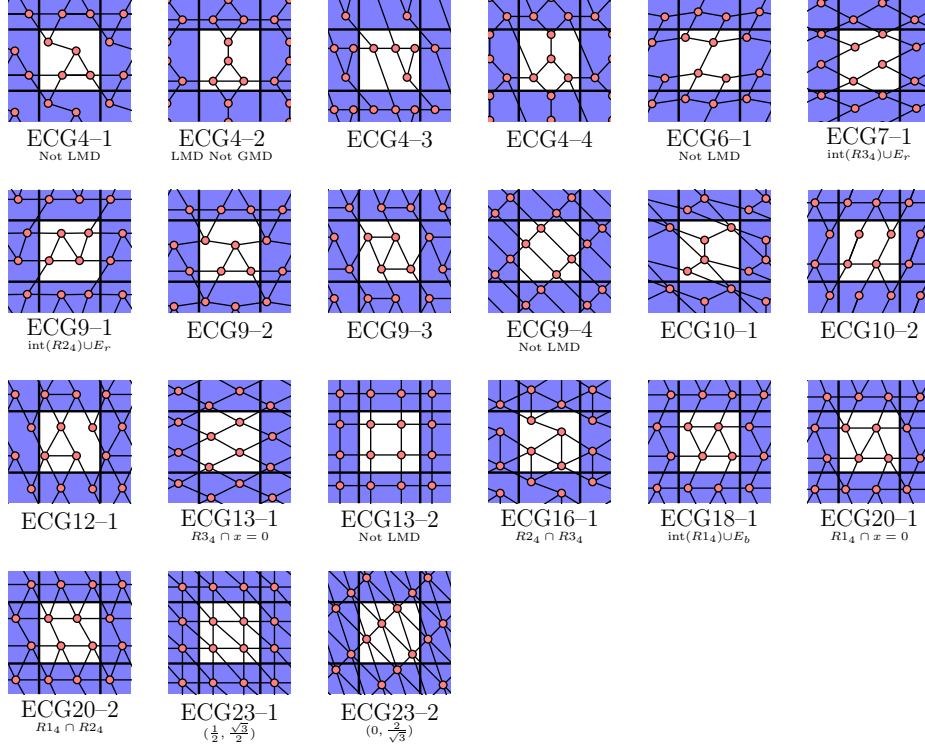 ECG4–1 ECG4–2 ECG4–3 ECG4–4 ECG6–1 ECG7–1
Not LMD LMD Not GMD Not LMD int(R3₄)∪Eᵣ
ECG9–1 ECG9–2 ECG9–3 ECG9–4 ECG10–1 ECG10–2
int(R2₄)∪Eᵣ Not LMD
ECG12–1 ECG13–1 ECG13–2 ECG16–1 ECG18–1 ECG20–1
R3₄ ∩ x = 0 Not LMD R2₄ ∩ R3₄ int(R1₄)∪E_b R1₄ ∩ x = 0
ECG20–2 ECG23–1 ECG23–2
R1₄ ∩ R2₄ (1/2, √3/2) (0, 2/√3)